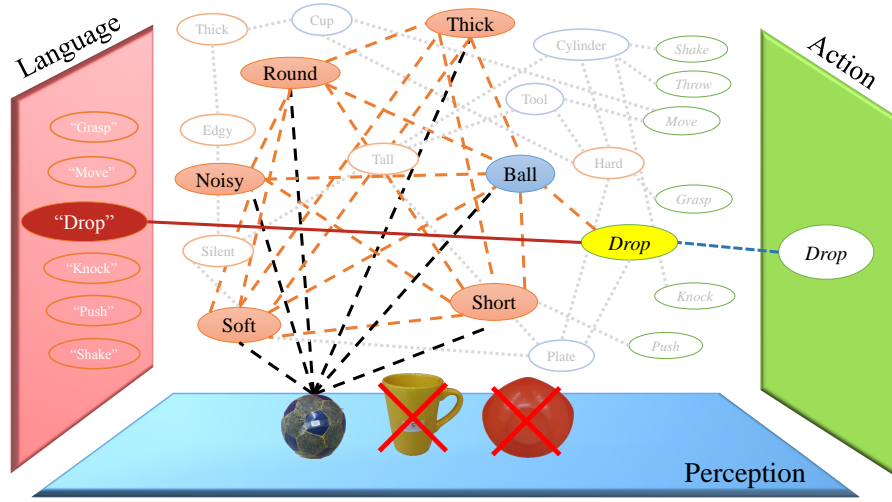 Language
Action
Perception
"Grasp"
"Move"
"Drop"
"Knock"
"Push"
"Shake"
Thick
Cup
Thick
Cylinder
Shake
Round
Throw
Tool
Move
Edgy
Tall
Hard
Noisy
Ball
Grasp
Silent
Drop
Drop
Knock
Soft
Short
Push
Plate